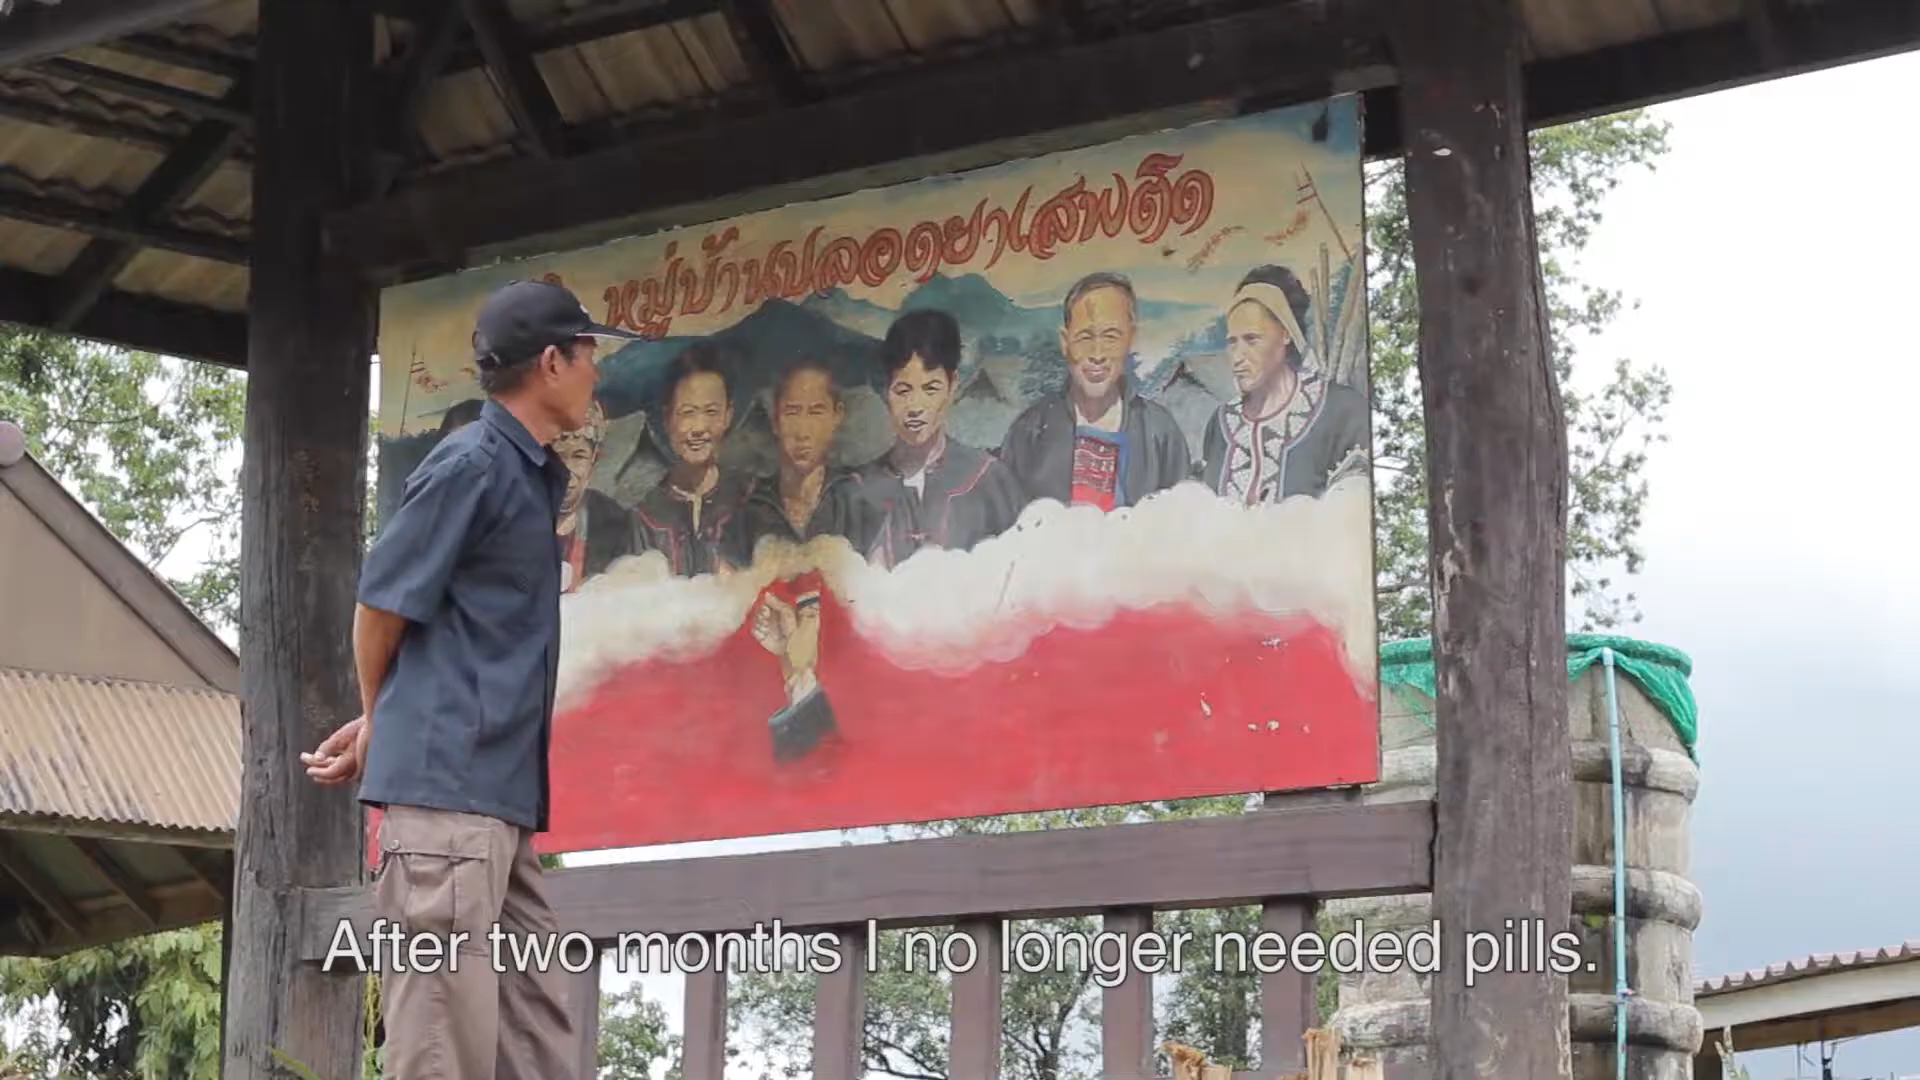 หมู่บ้านปลอดยาเสพติด
After two months I no longer needed pills.